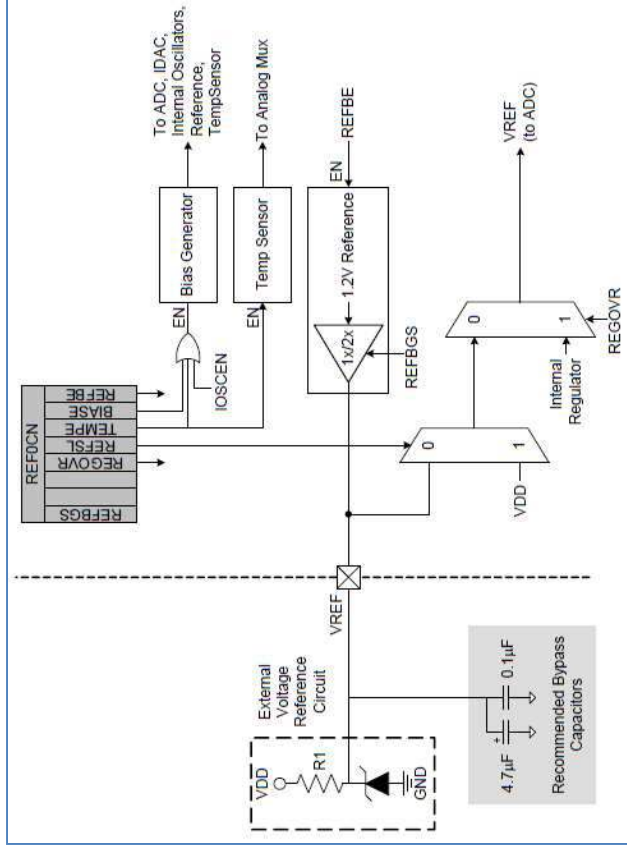 REF0CN
REFBGS
REGOVR
REFSL
TEMPE
BIASE
REFBE
IOSCEN
EN
Bias Generator
To ADC, IDAC,
Internal Oscillators,
Reference,
TempSensor
EN
Temp Sensor
To Analog Mux
1x/2x
1.2V Reference
EN
REFBE
REFBGS
External
Voltage
Reference
Circuit
VDD
R1
GND
VREF
4.7µF
+
0.1µF
Recommended Bypass
Capacitors
VDD
0
1
Internal
Regulator
0
1
REGOVR
VREF
(to ADC)